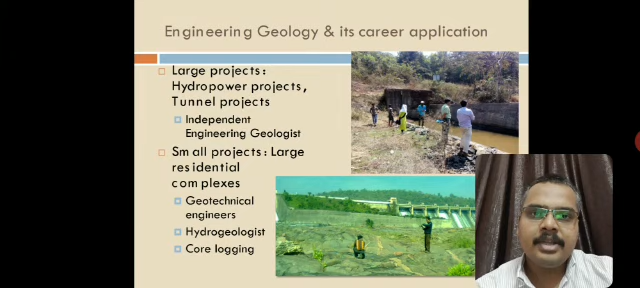 Engineering Geology & its career application
Large projects:
Hydropower projects,
Tunnel projects
Independent
Engineering Geologist
Small projects: Large
residential
complexes
Geotechnical
engineers
Hydrogeologist
Core logging